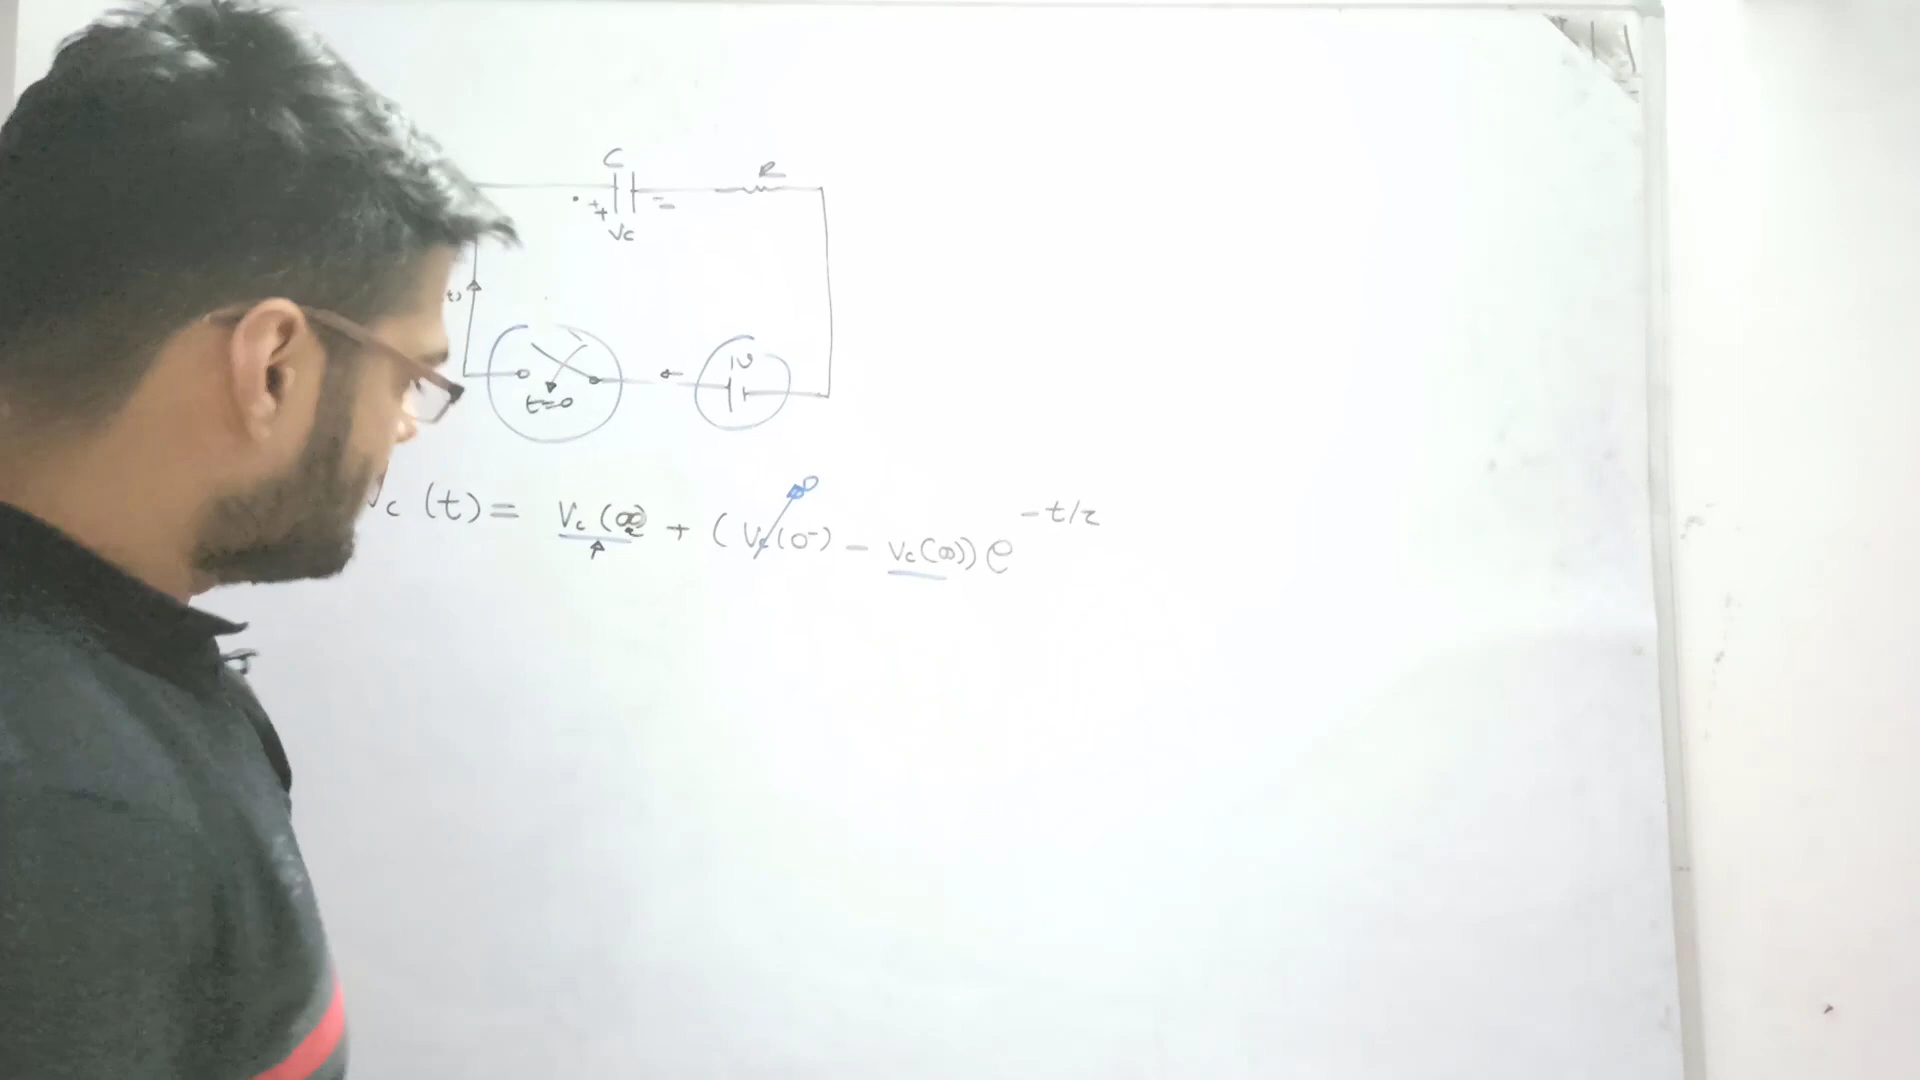 C
R
+ + =
Vc
t)
1V
t=0
0
Vc (t) = Vc (∞) + (Vc(0⁻) - Vc(∞)) e^-t/τ